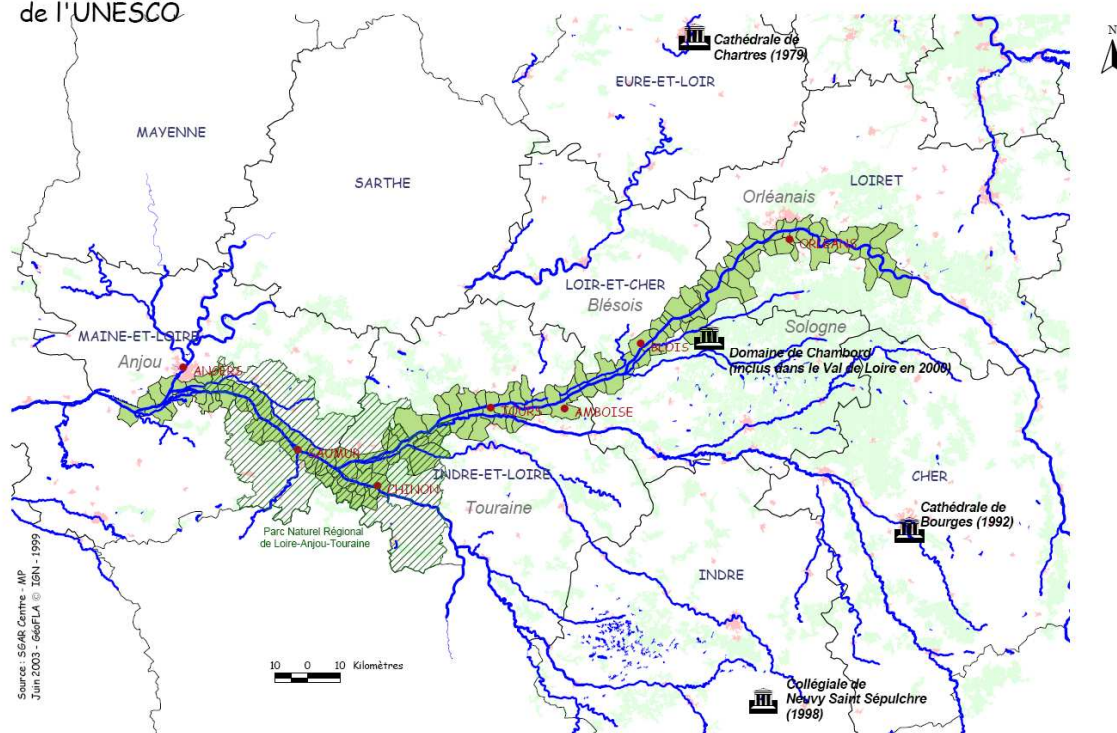 de l'UNESCO
N
Cathédrale de
Chartres (1979)
EURE-ET-LOIR
MAYENNE
SARTHE
LOIRET
Orléanais
ORLEANS
LOIR-ET-CHER
Blésois
MAINE-ET-LOIRE
Anjou
ANGERS
BLOIS
Sologne
Domaine de Chambord
(inclus dans le Val de Loire en 2000)
TOURS
AMBOISE
SAUMUR
INDRE-ET-LOIRE
CHINON
Touraine
CHER
Cathédrale de
Bourges (1992)
Parc Naturel Régional
de Loire-Anjou-Touraine
INDRE
Source : SGAR Centre - MP
Juin 2003 - GéoFLA © IGN - 1999
10 0 10 Kilomètres
Collégiale de
Neuvy Saint Sépulchre
(1998)